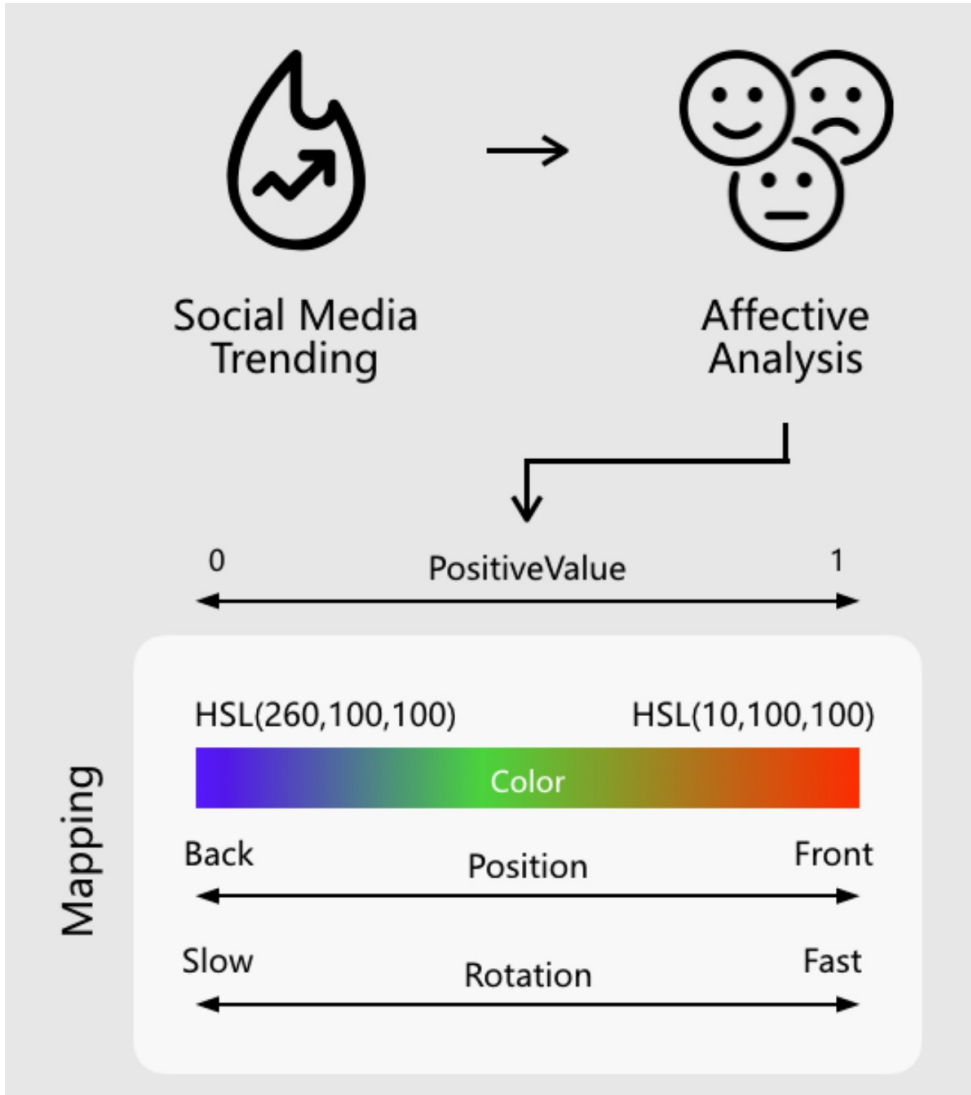 Social Media
Trending
Affective
Analysis
0
PositiveValue
1
Mapping
HSL(260,100,100)
HSL(10,100,100)
Color
Back
Position
Front
Slow
Rotation
Fast